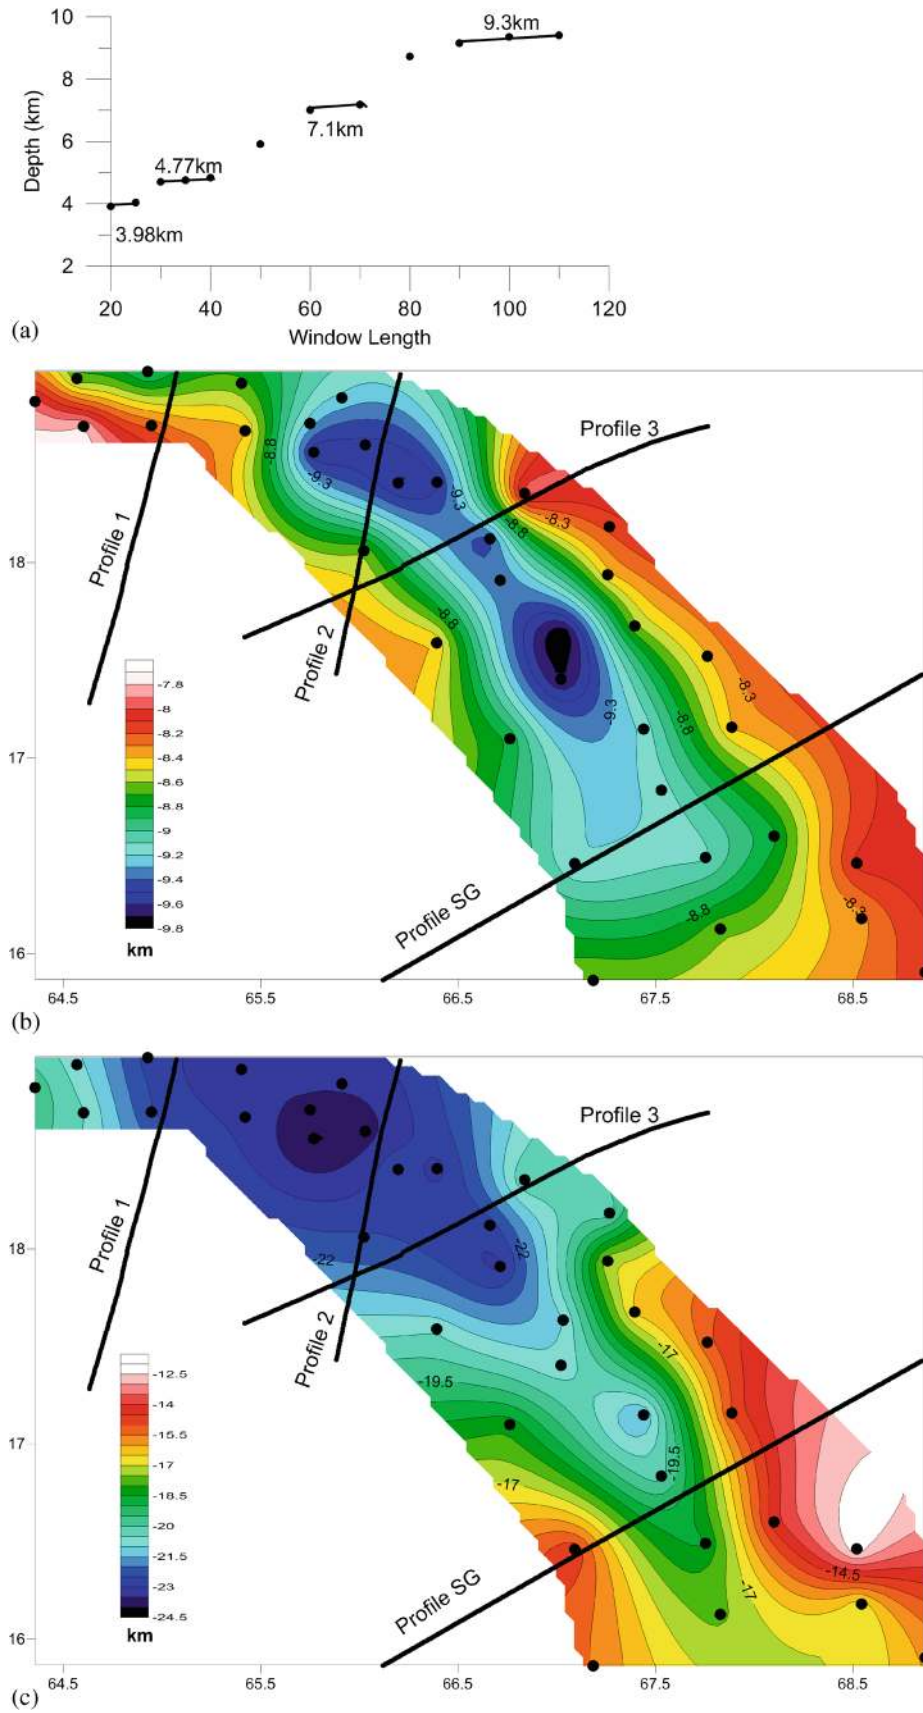 10
9.3km
8
Depth (km)
7.1km
6
4.77km
4
3.98km
2
20 40 60 80 100 120
(a)
Window Length
Profile 3
-8.8
-9.3
-9.3
-8.8
-8.3
Profile 1
18
-8.8
Profile 2
-9.3
-8.8
-8.3
-7.8
-8
-8.2
-8.4
-8.6
-8.8
-9
-9.2
-9.4
-9.6
-9.8
km
17
Profile SG
-8.8
-8.3
16
64.5 65.5 66.5 67.5 68.5
(b)
Profile 3
Profile 1
18
-22
-22
Profile 2
-17
-19.5
-12.5
-14
-15.5
-17
-18.5
-20
-21.5
-23
-24.5
km
17
-17
-19.5
-14.5
Profile SG
-17
16
64.5 65.5 66.5 67.5 68.5
(c)